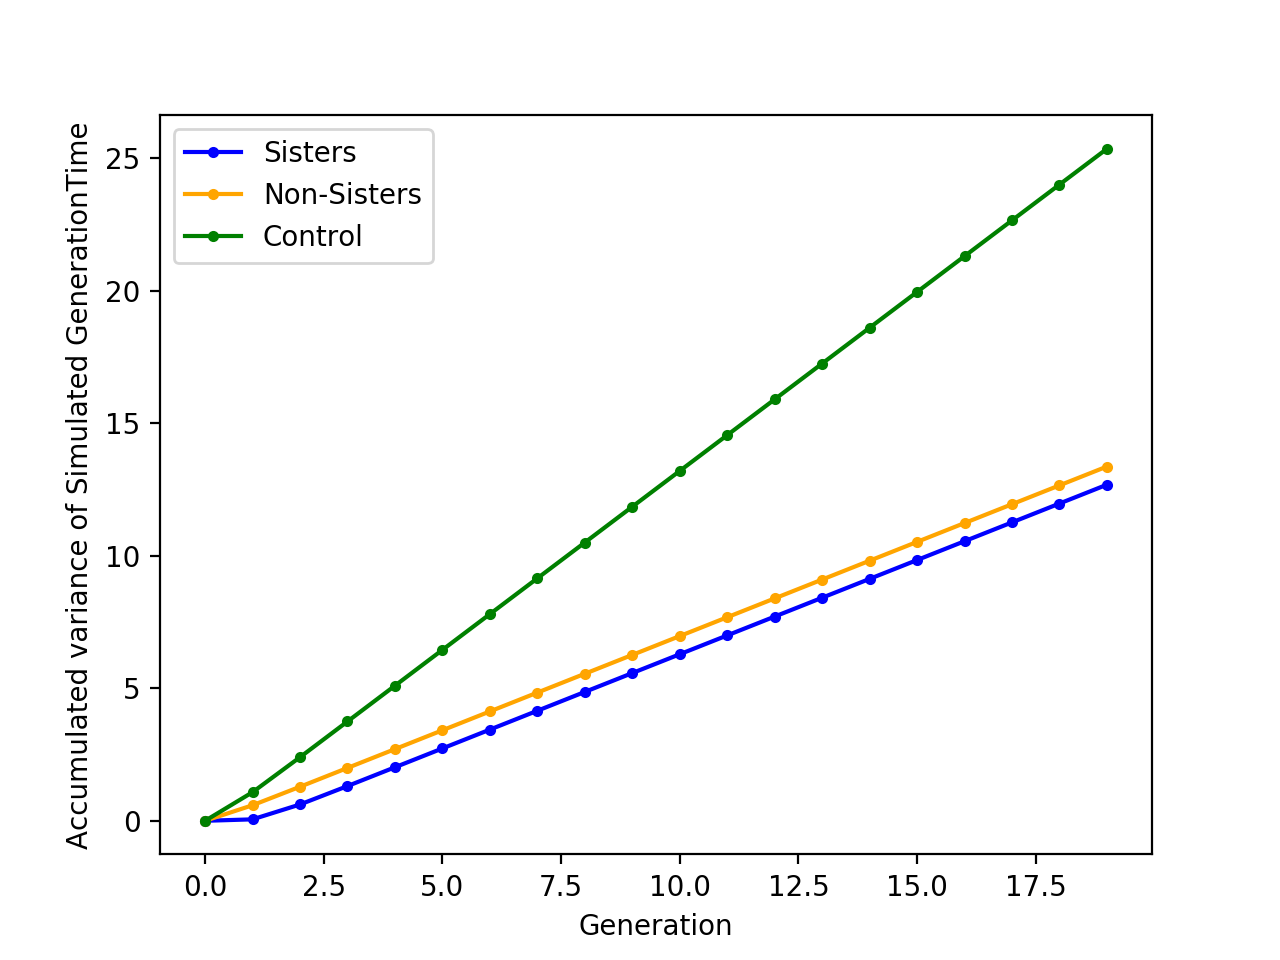 Accumulated variance of Simulated GenerationTime
25
20
15
10
5
0
Sisters
Non-Sisters
Control
0.0 2.5 5.0 7.5 10.0 12.5 15.0 17.5
Generation